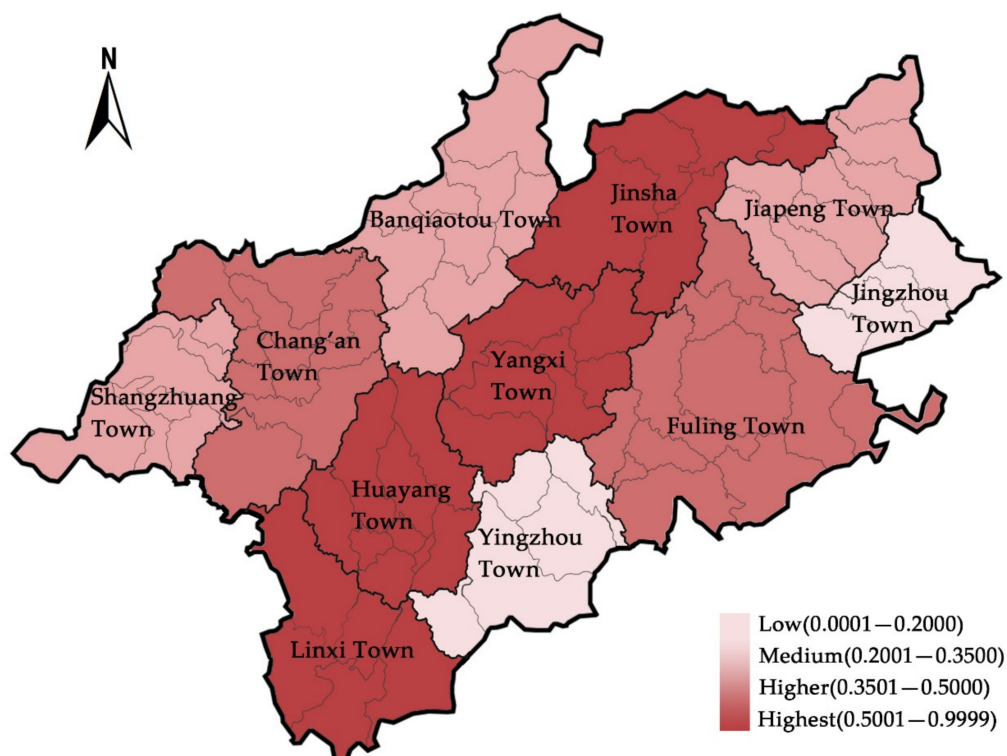 N
Banqiaotou Town
Jinsha
Town
Jiapeng Town
Jingzhou
Town
Chang'an
Town
Yangxi
Town
Shangzhuang
Town
Fuling Town
Huayang
Town
Yingzhou
Town
Linxi Town
Low(0.0001—0.2000)
Medium(0.2001—0.3500)
Higher(0.3501—0.5000)
Highest(0.5001—0.9999)